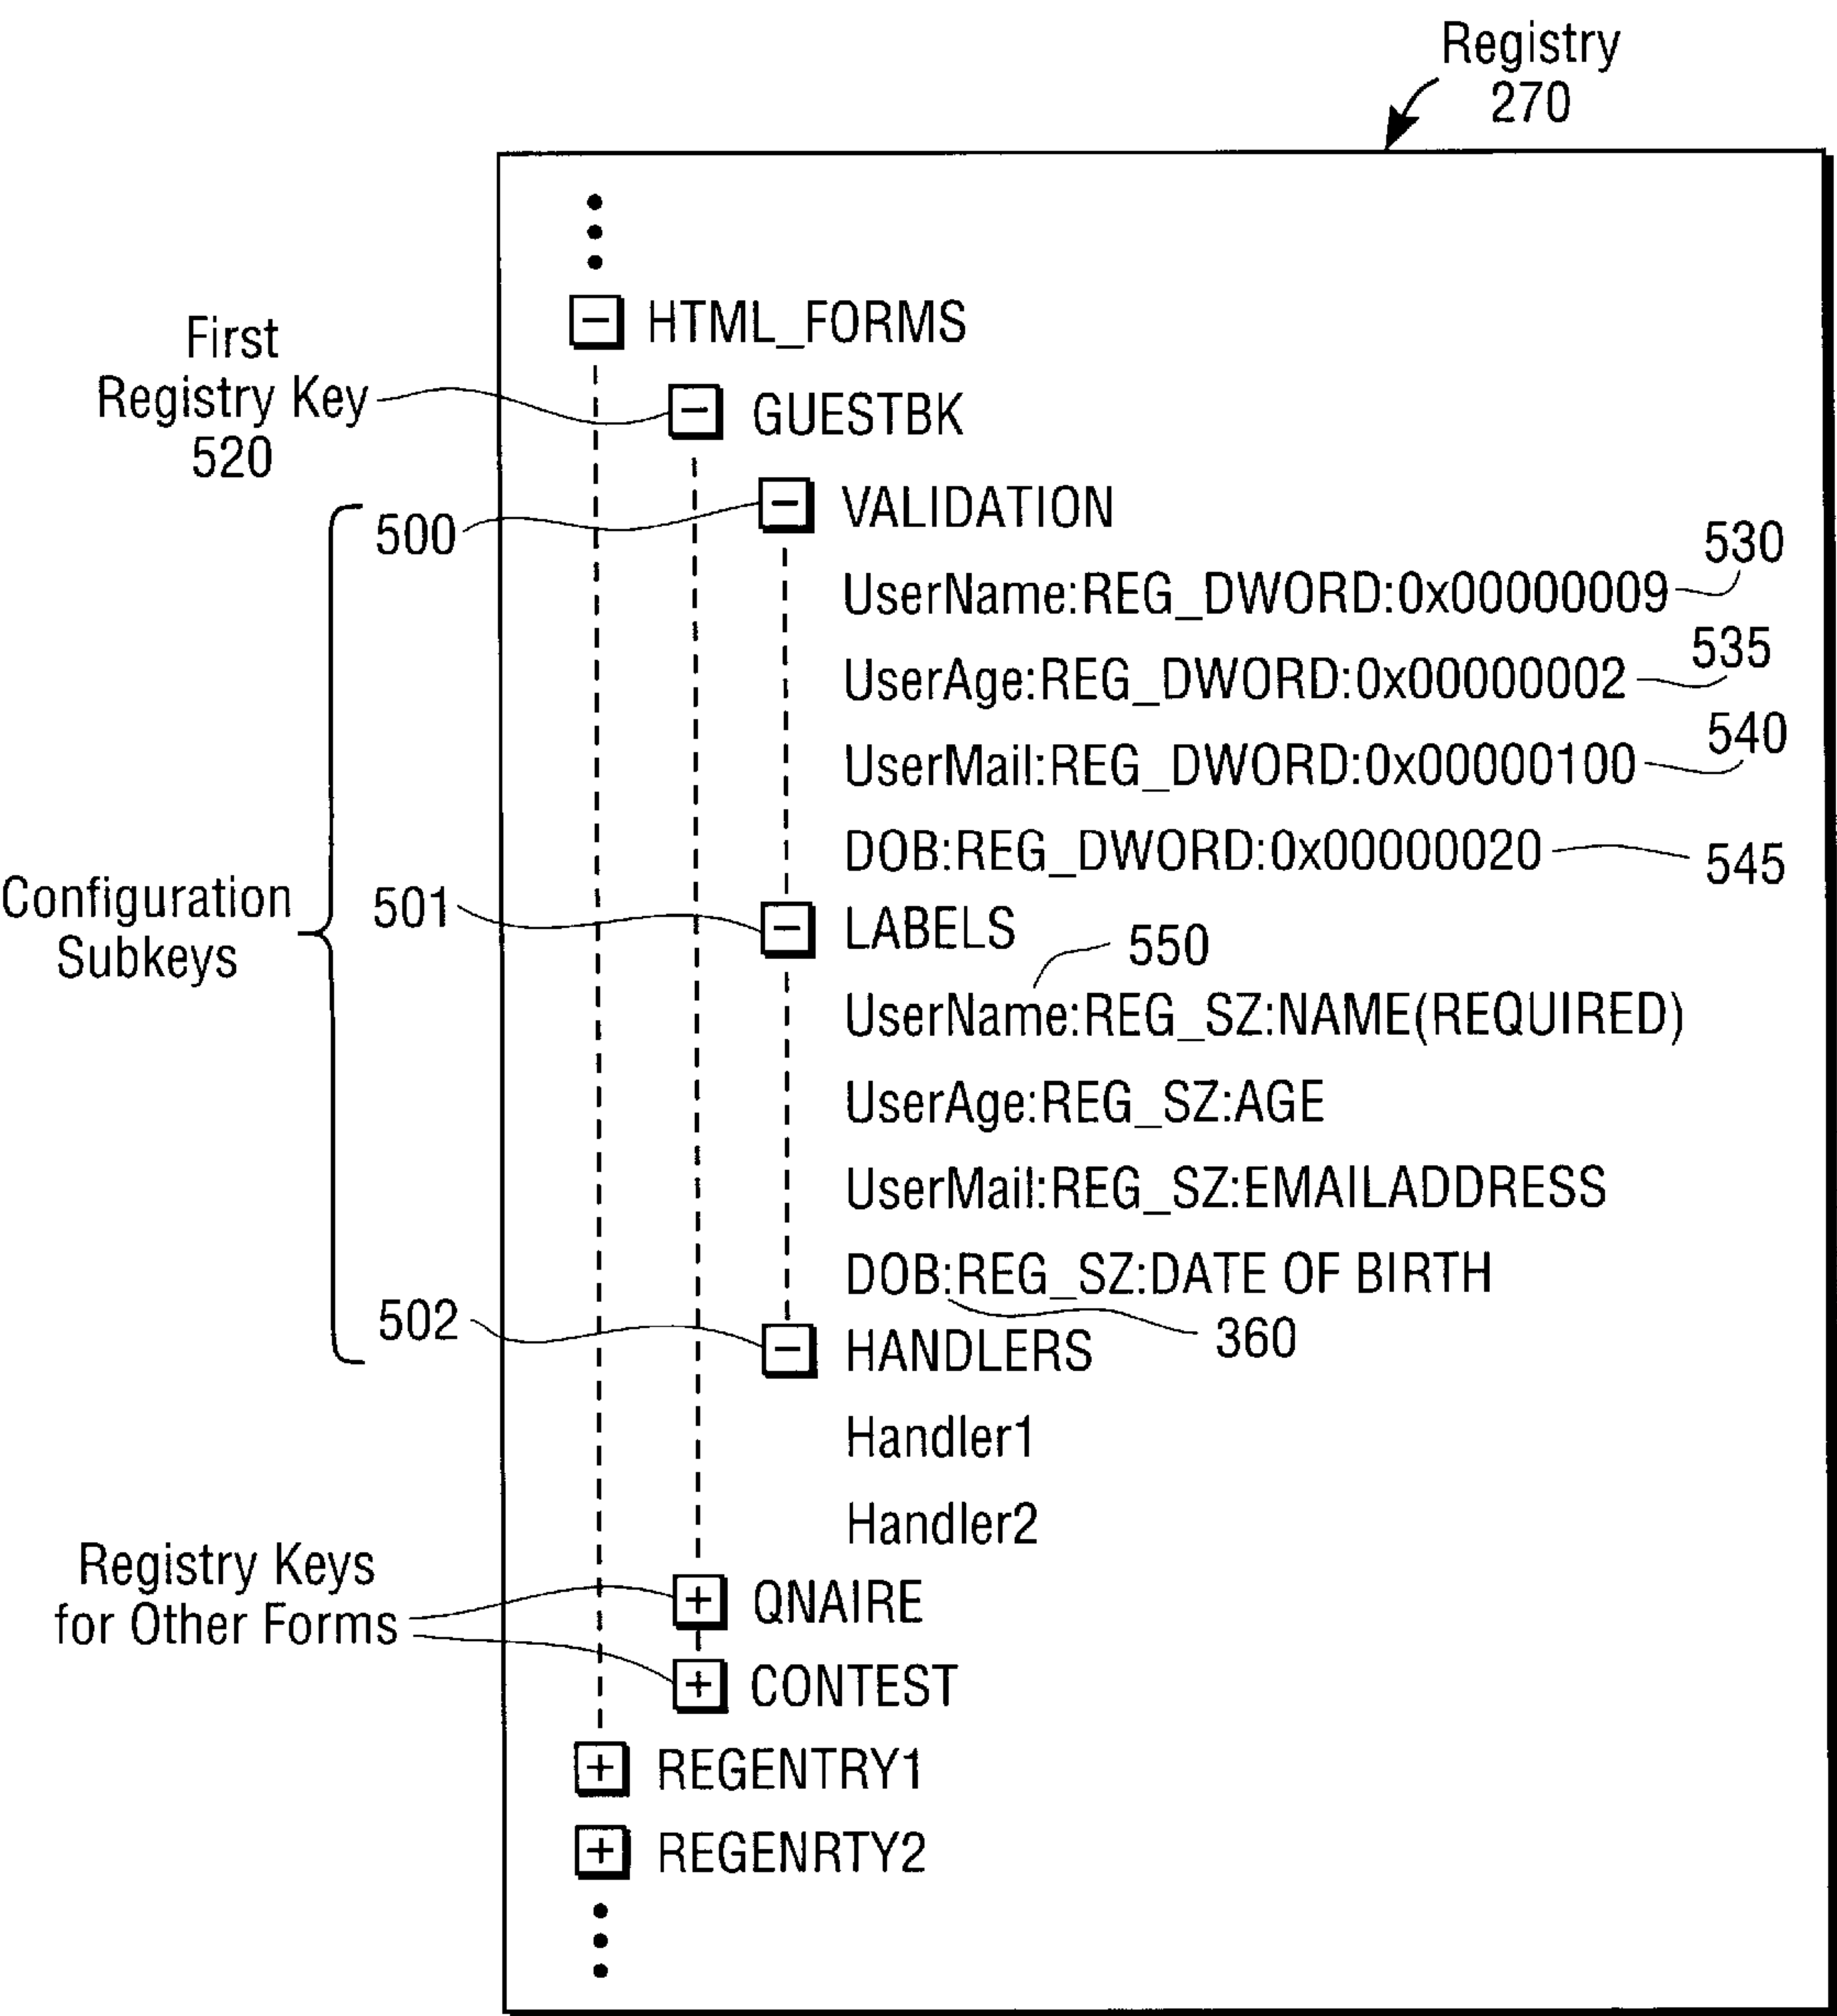 Registry
270
HTML_FORMS
First
Registry Key
520
GUESTBK
500
VALIDATION
530
UserName:REG_DWORD:0x00000009
535
UserAge:REG_DWORD:0x00000002
540
UserMail:REG_DWORD:0x00000100
DOB:REG_DWORD:0x00000020
545
Configuration
Subkeys
501
LABELS
550
UserName:REG_SZ:NAME(REQUIRED)
UserAge:REG_SZ:AGE
UserMail:REG_SZ:EMAILADDRESS
DOB:REG_SZ:DATE OF BIRTH
502
360
HANDLERS
Handler1
Handler2
Registry Keys
for Other Forms
QNAIRE
CONTEST
REGENTRY1
REGENRTY2